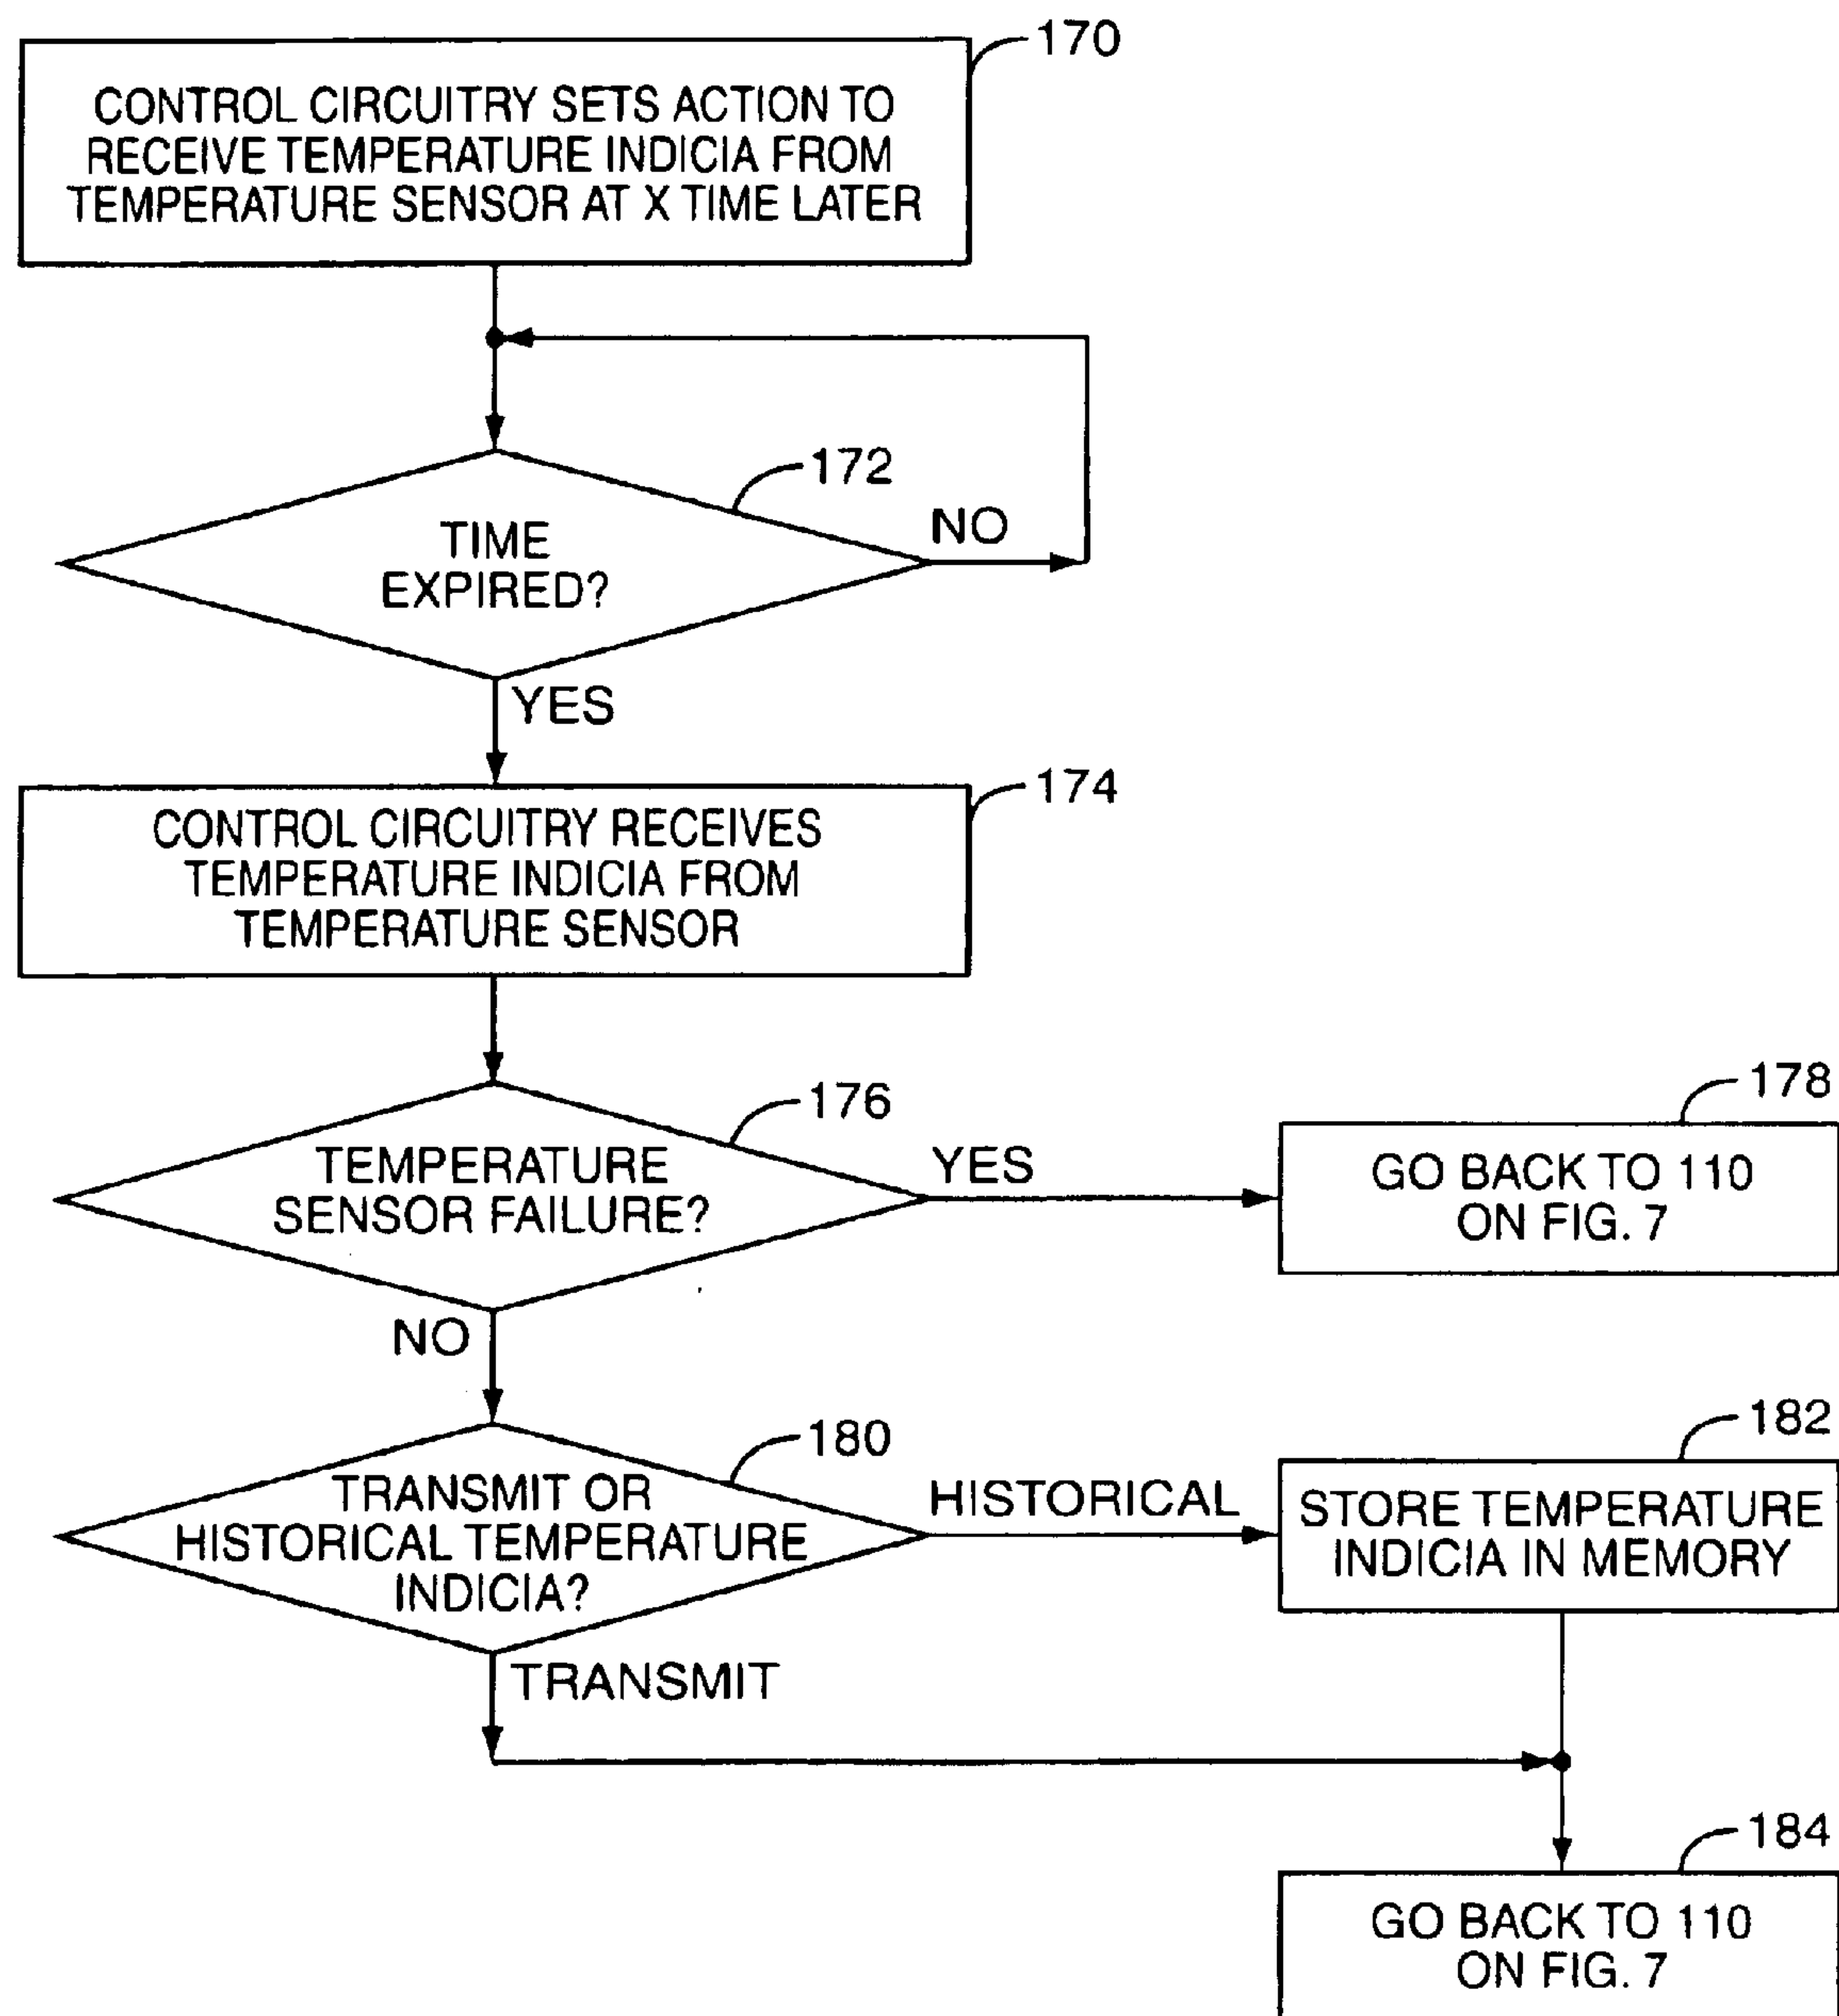 170
CONTROL CIRCUITRY SETS ACTION TO
RECEIVE TEMPERATURE INDICIA FROM
TEMPERATURE SENSOR AT X TIME LATER
172
TIME
EXPIRED?
NO
YES
174
CONTROL CIRCUITRY RECEIVES
TEMPERATURE INDICIA FROM
TEMPERATURE SENSOR
176
TEMPERATURE
SENSOR FAILURE?
YES
178
GO BACK TO 110
ON FIG. 7
NO
180
TRANSMIT OR
HISTORICAL TEMPERATURE
INDICIA?
HISTORICAL
182
STORE TEMPERATURE
INDICIA IN MEMORY
TRANSMIT
184
GO BACK TO 110
ON FIG. 7